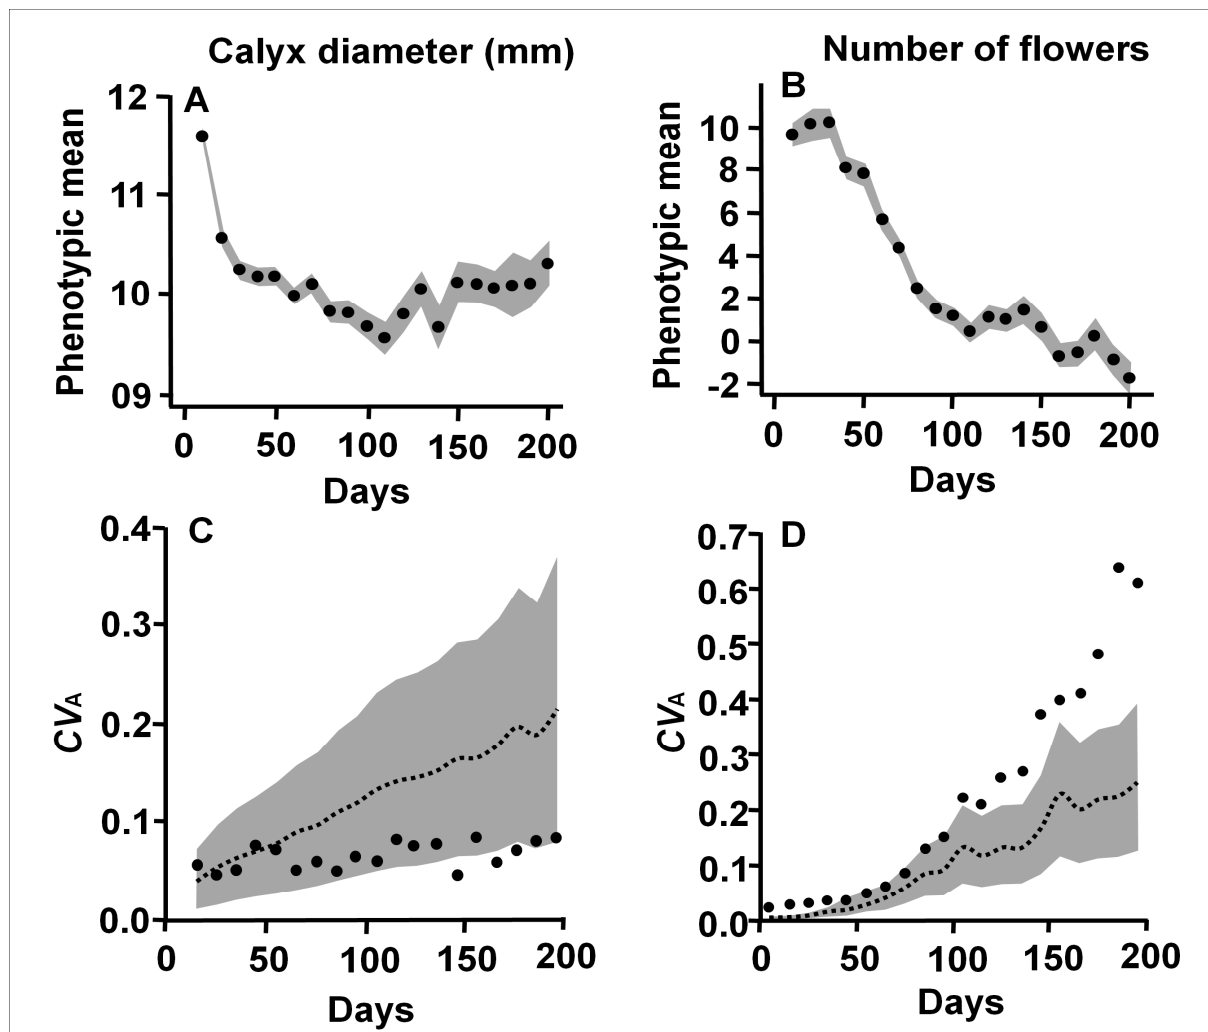 Calyx diameter (mm)
Number of flowers
A
Phenotypic mean
12
11
10
09
0 50 100 150 200
Days
B
Phenotypic mean
10
8
6
4
2
0
-2
0 50 100 150 200
Days
C
CVA
0.4
0.3
0.2
0.1
0.0
0 50 100 150 200
Days
D
CVA
0.7
0.6
0.5
0.4
0.3
0.2
0.1
0.0
0 50 100 150 200
Days